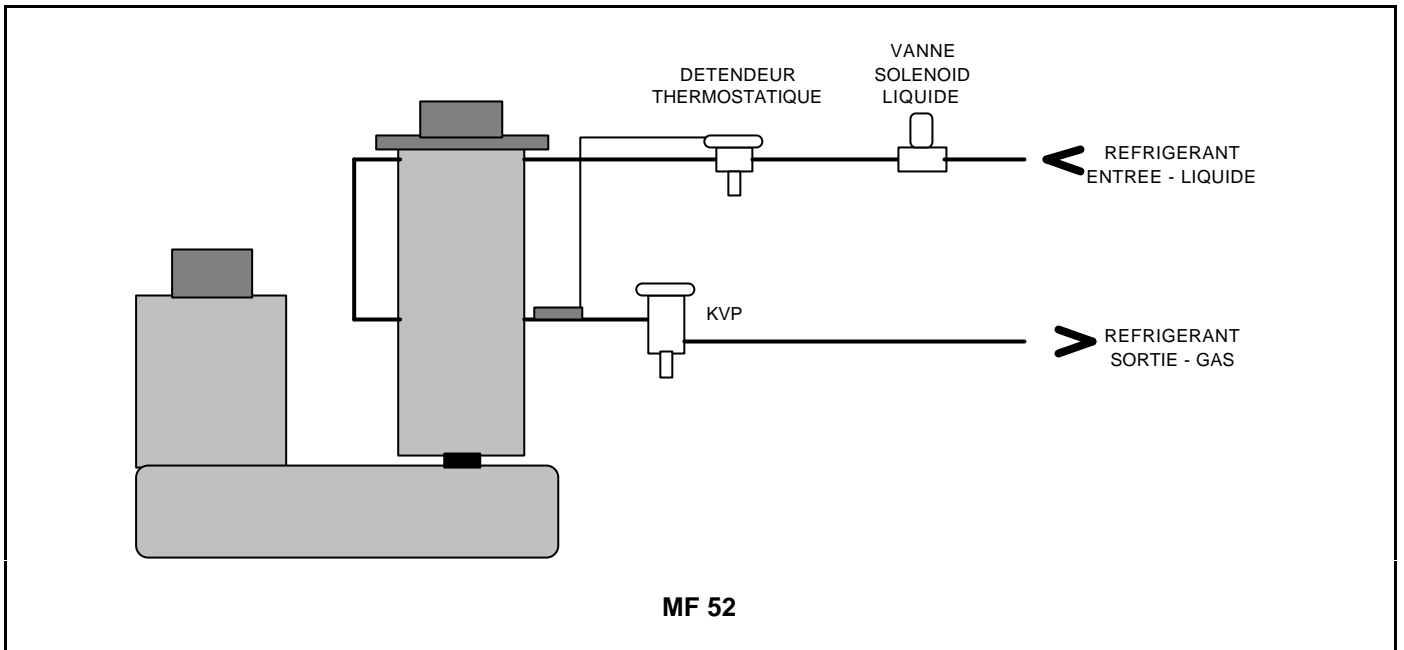 VANNE
SOLENOID
LIQUIDE
DETENDEUR
THERMOSTATIQUE
REFRIGERANT
ENTREE - LIQUIDE
KVP
REFRIGERANT
SORTIE - GAS
MF 52